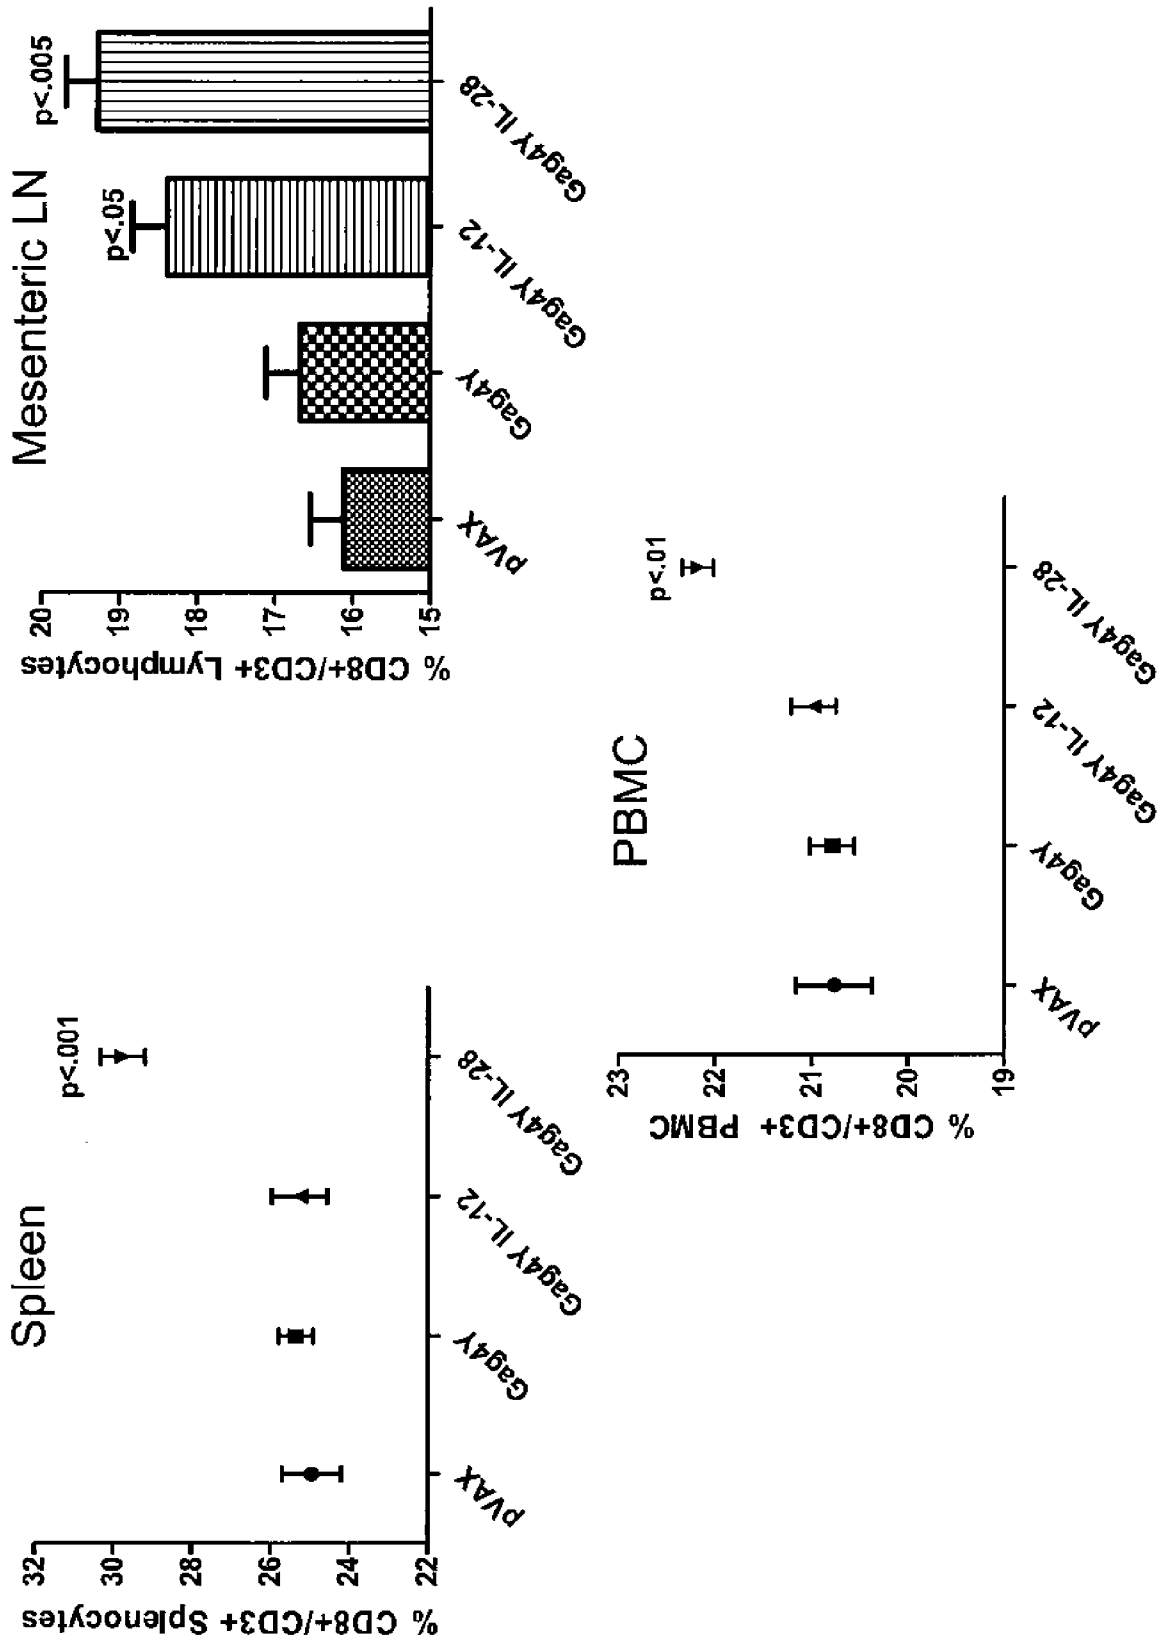 Spleen
% CD8+/CD3+ Splenocytes
32
30
28
26
24
22
p<.001
pVAX
Gag4Y
Gag4Y IL-12
Gag4Y IL-28
Mesenteric LN
% CD8+/CD3+ Lymphocytes
20
19
18
17
16
15
p<.05
p<.005
pVAX
Gag4Y
Gag4Y IL-12
Gag4Y IL-28
PBMC
% CD8+/CD3+ PBMC
23
22
21
20
19
p<.01
pVAX
Gag4Y
Gag4Y IL-12
Gag4Y IL-28